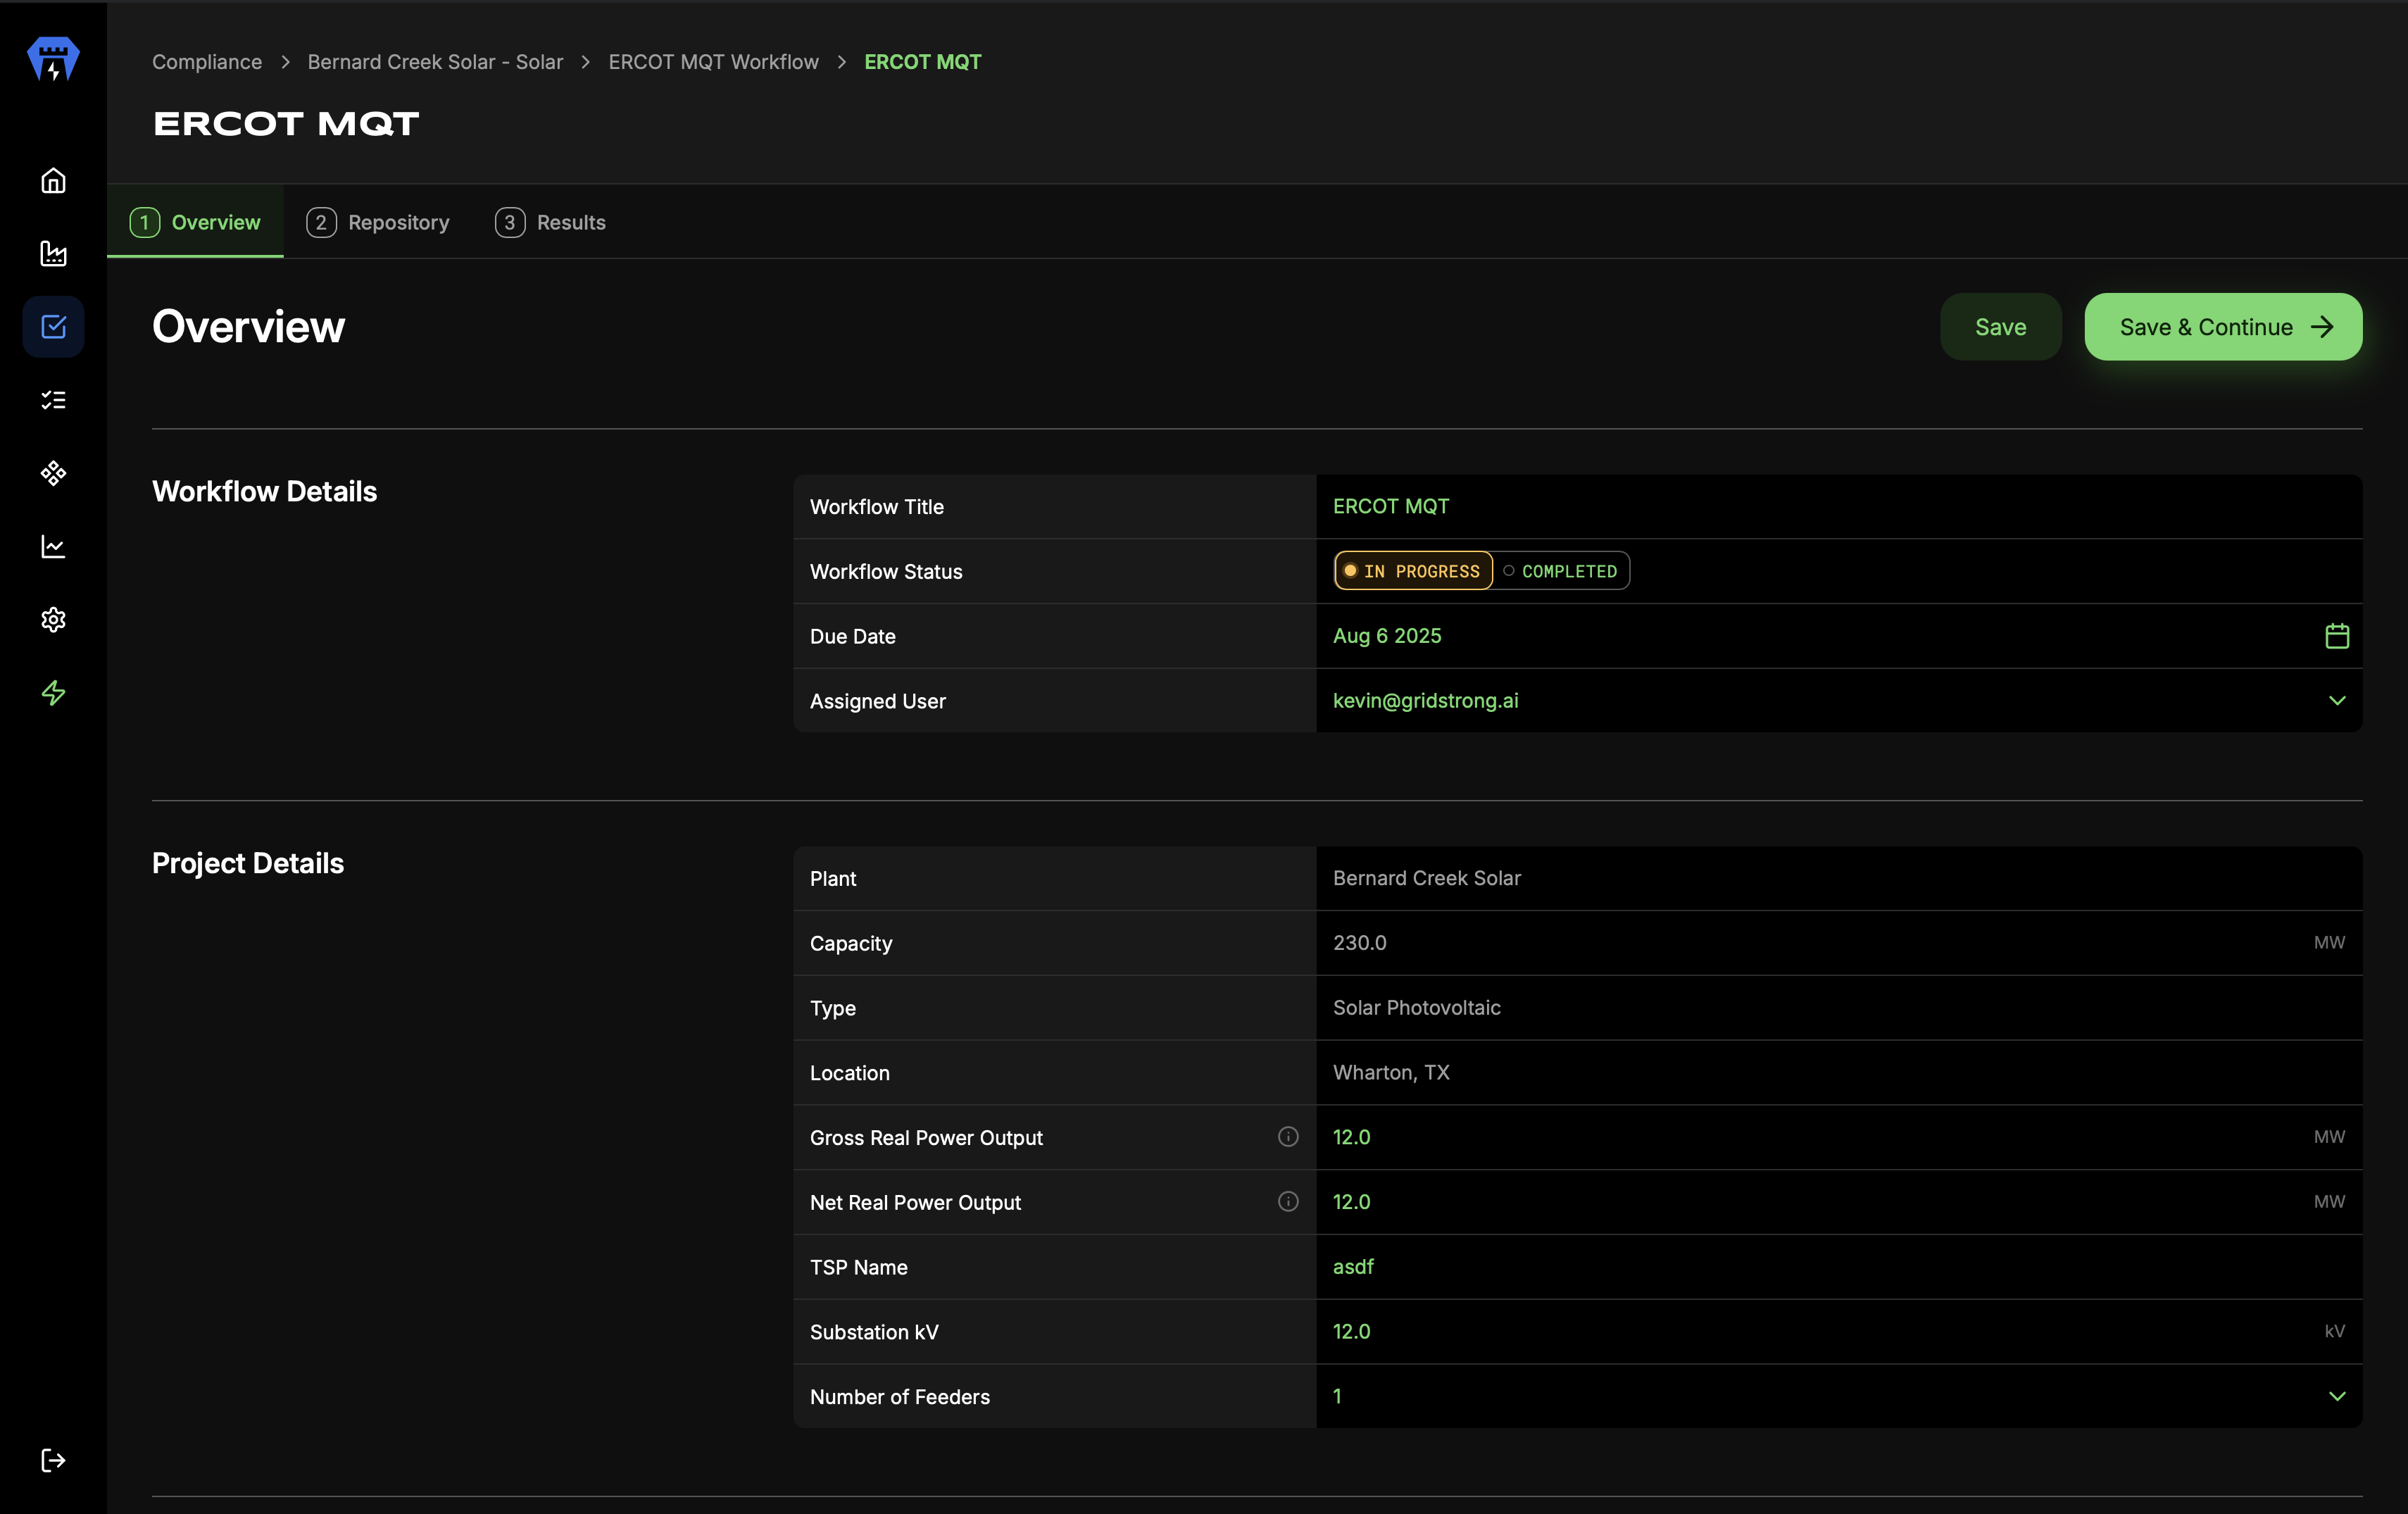 Compliance > Bernard Creek Solar - Solar > ERCOT MQT Workflow > ERCOT MQT
ERCOT MQT
1 Overview 2 Repository 3 Results
Overview
Save
Save & Continue
Workflow Details
Workflow Title ERCOT MQT
Workflow Status IN PROGRESS COMPLETED
Due Date Aug 6 2025
Assigned User kevin@gridstrong.ai
Project Details
Plant Bernard Creek Solar
Capacity 230.0 MW
Type Solar Photovoltaic
Location Wharton, TX
Gross Real Power Output 12.0 MW
Net Real Power Output 12.0 MW
TSP Name asdf
Substation kV 12.0 kV
Number of Feeders 1